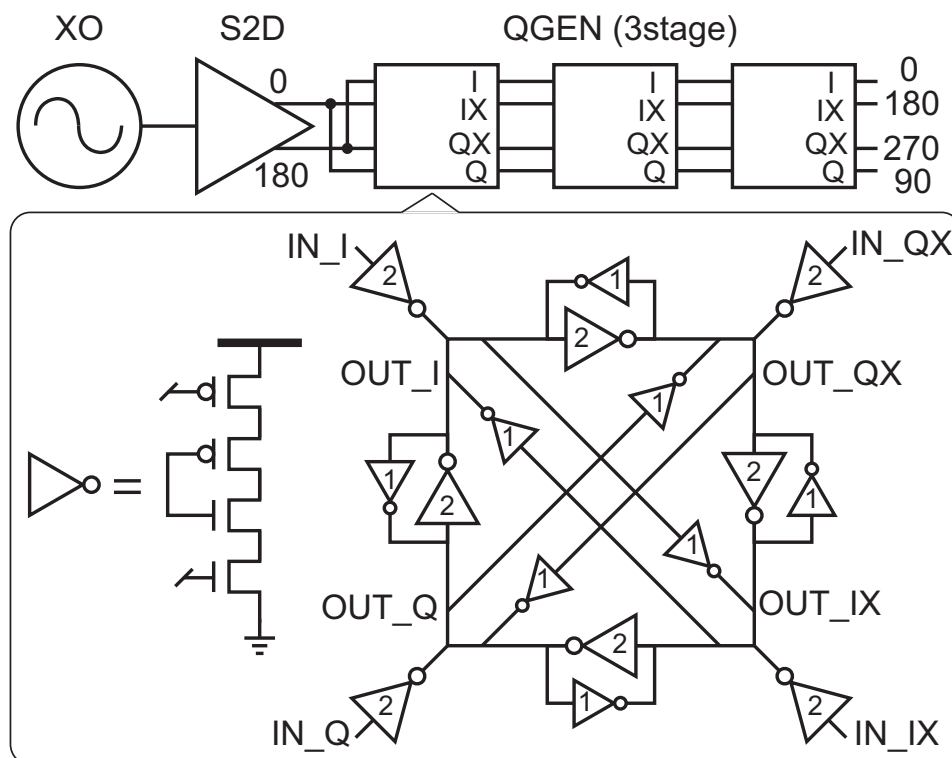 XO S2D QGEN (3stage)
0 I I I 0
IX IX IX 180
QX QX QX 270
180 Q Q Q 90
IN_I IN_QX
2 1 2
2
OUT_I 1 OUT_QX
1
1 2 2 1
=
1 1
OUT_Q OUT_IX
2
2 1 2
IN_Q IN_IX